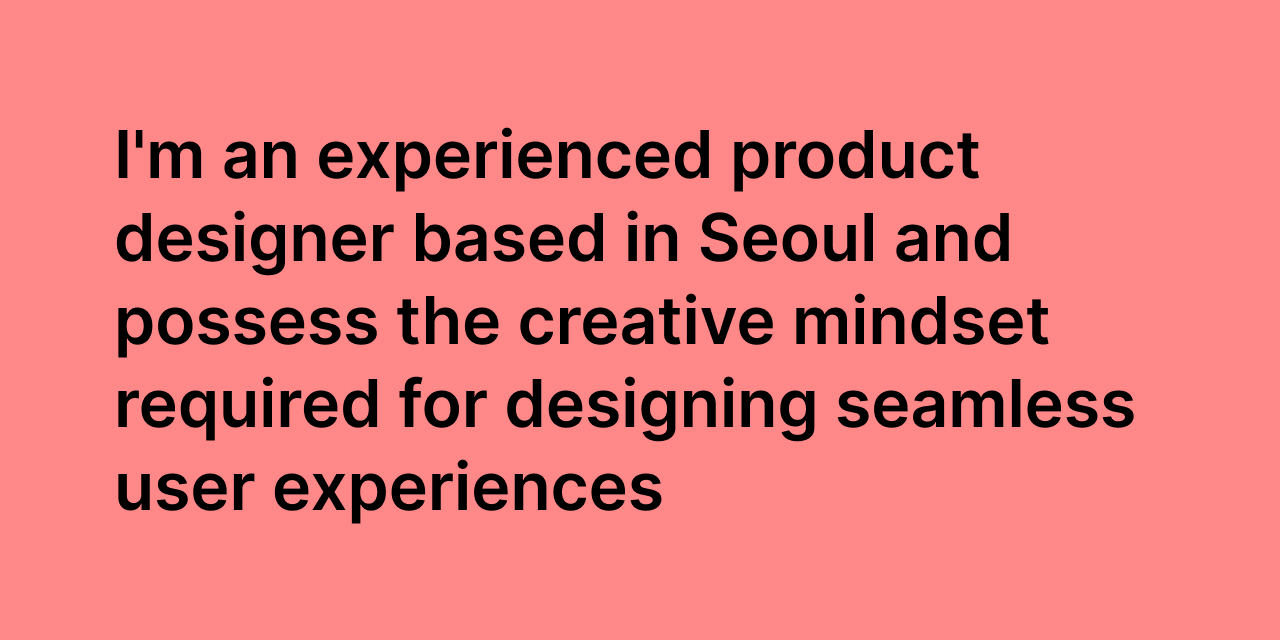 I'm an experienced product
designer based in Seoul and
possess the creative mindset
required for designing seamless
user experiences